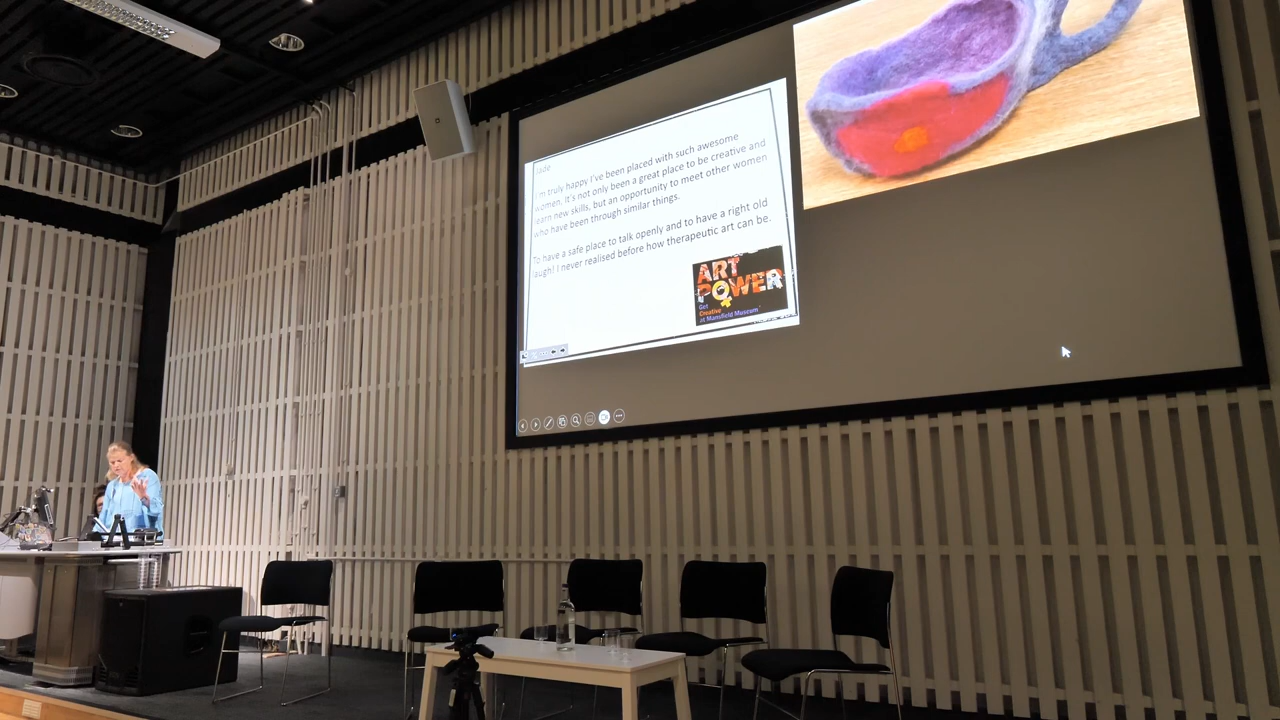 Jade
I'm truly happy I've been placed with such awesome
women, It's not only been a great place to be creative and
learn new skills, but an opportunity to meet other women
who have been through similar things.
To have a safe place to talk openly and to have a right old
laugh! I never realised before how therapeutic art can be.
ART
POWER
Get
Creative
at Mansfield Museum